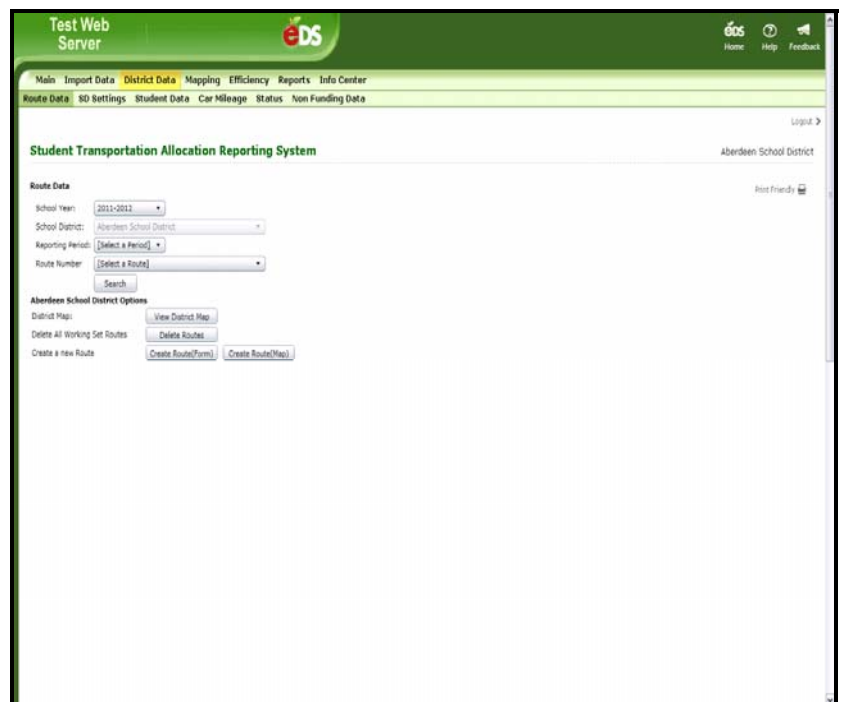 Test Web
Server
eDS
eos
Home Help Feedback
Main Import Data District Data Mapping Efficiency Reports Info Center
Route Data SD Settings Student Data Car Mileage Status Non Funding Data
Logout
Student Transportation Allocation Reporting System
Aberdeen School District
Route Data
Print Friendly
School Year: 2011-2012
School District: Aberdeen School District
Reporting Period: [Select a Period]
Route Number [Select a Route]
Search
Aberdeen School District Options
District Map: View District Map
Delete All Working Set Routes Delete Routes
Create a new Route Create Route(Form) Create Route(Map)